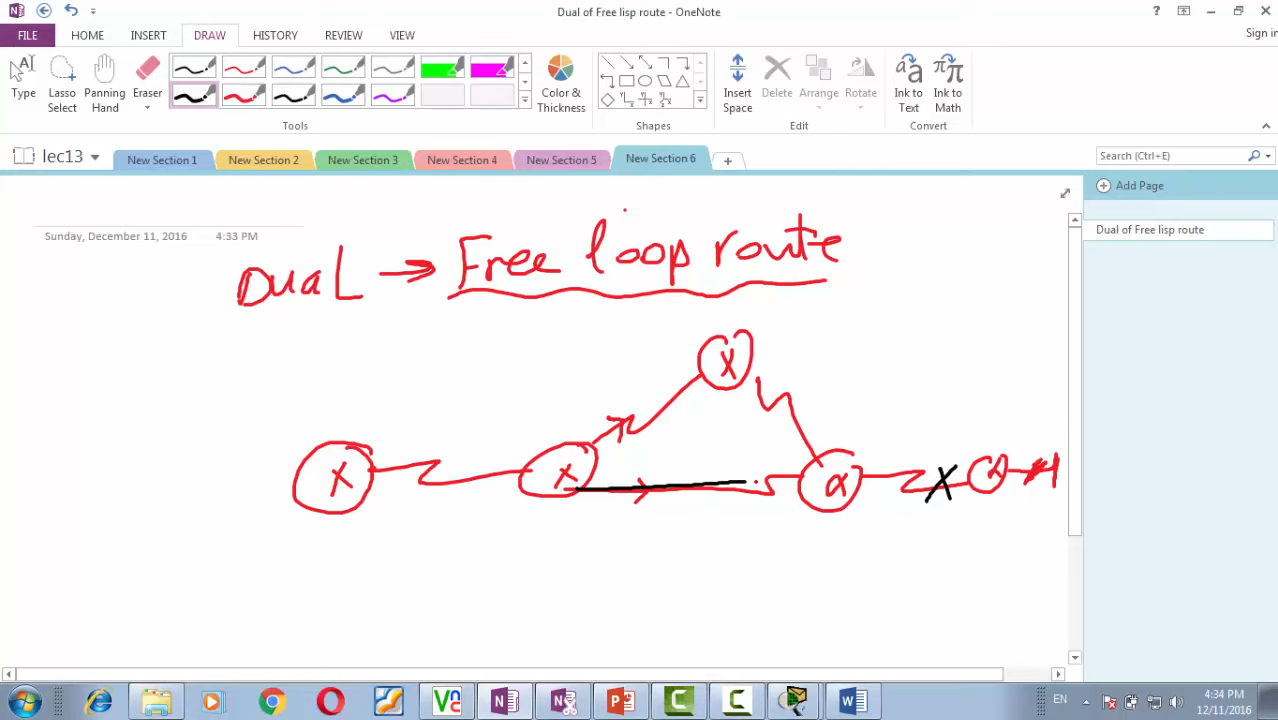 Dual of Free lisp route - OneNote
Sign in
FILE HOME INSERT DRAW HISTORY REVIEW VIEW
Type
Lasso Select
Panning Hand
Eraser
Color & Thickness
Insert Space
Delete
Arrange
Rotate
Ink to Text
Ink to Math
Tools
Shapes
Edit
Convert
lec13 New Section 1 New Section 2 New Section 3 New Section 4 New Section 5 New Section 6
Search (Ctrl+E)
Add Page
Dual of Free lisp route
Sunday, December 11, 2016 4:33 PM
DuaL → Free loop route
X
X X α
X
EN
4:34 PM
12/11/2016